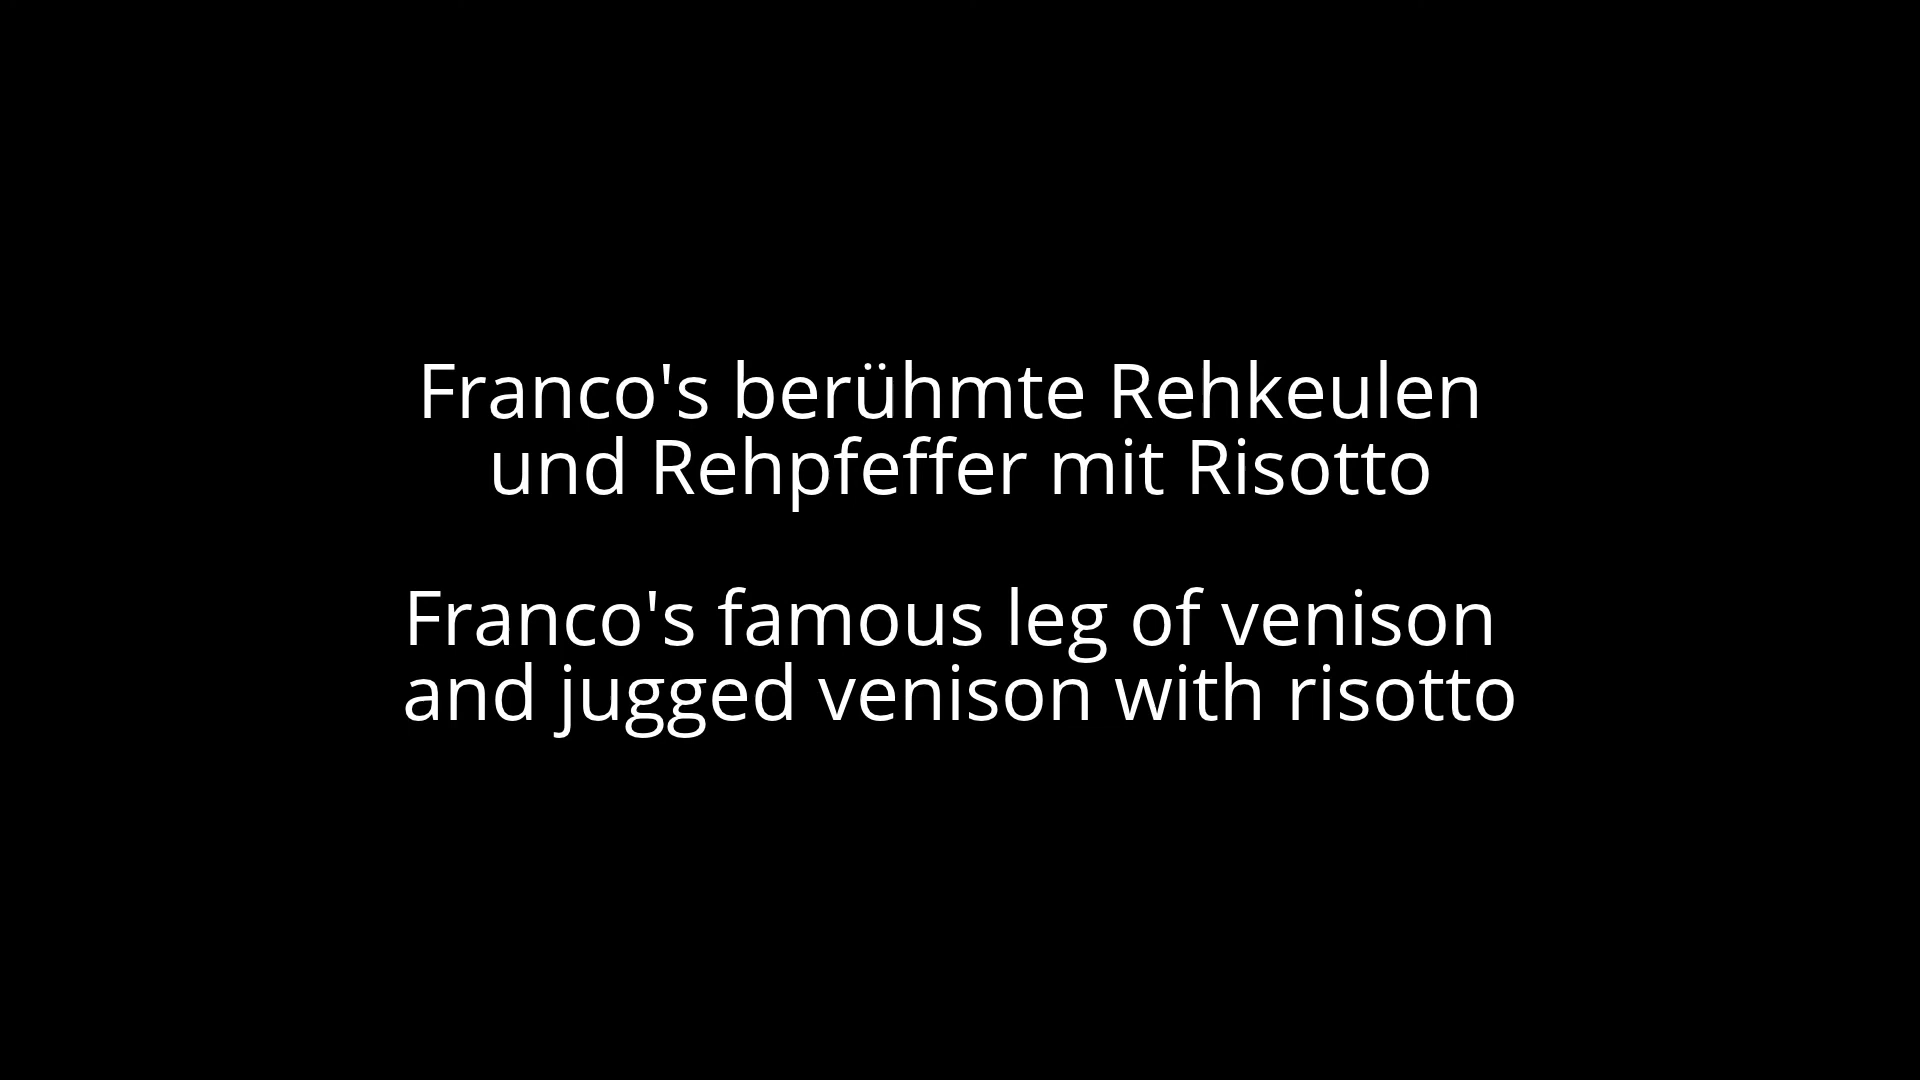 Franco's berühmte Rehkeulen
und Rehpfeffer mit Risotto
Franco's famous leg of venison
and jugged venison with risotto